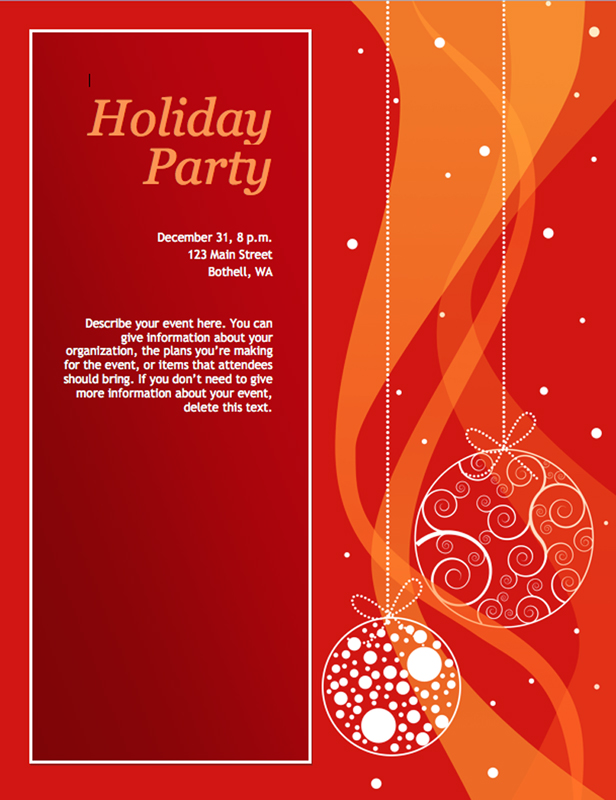 Holiday
Party
December 31, 8 p.m.
123 Main Street
Bothell, WA
Describe your event here. You can
give information about your
organization, the plans you’re making
for the event, or items that attendees
should bring. If you don’t need to give
more information about your event,
delete this text.